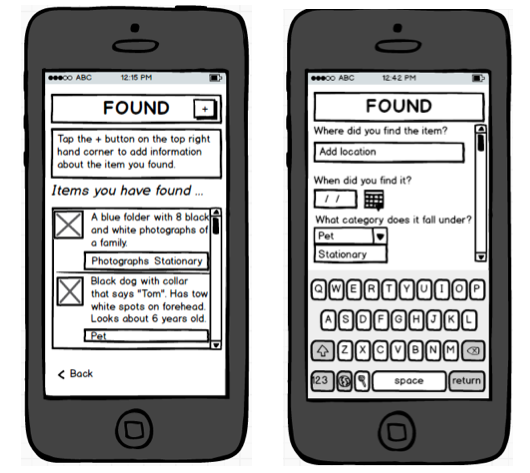 ABC 12:15 PM
FOUND +
Tap the + button on the top right
hand corner to add information
about the item you found.
Items you have found ...
A blue folder with 8 black
and white photographs of
a family.
Photographs Stationary
Black dog with collar
that says "Tom". Has tow
white spots on forehead.
Looks about 6 years old.
Pet
< Back
ABC 12:42 PM
FOUND
Where did you find the item?
Add location
When did you find it?
/ /
What category does it fall under?
Pet
Stationary
Q W E R T Y U I O P
A S D F G H J K L
Z X C V B N M
123 space return